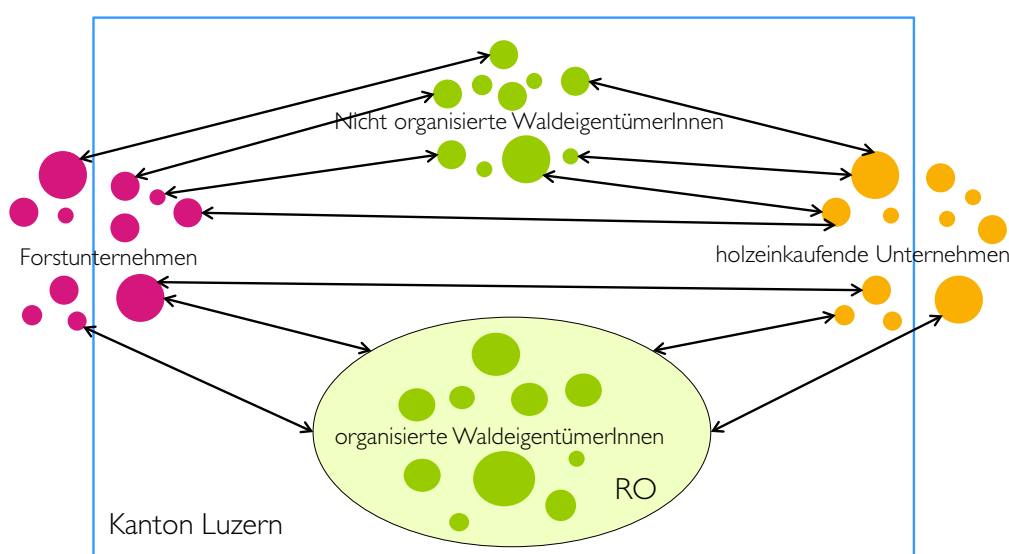 Nicht organisierte WaldeigentümerInnen
Forstunternehmen
holzeinkaufende Unternehmen
organisierte WaldeigentümerInnen
RO
Kanton Luzern